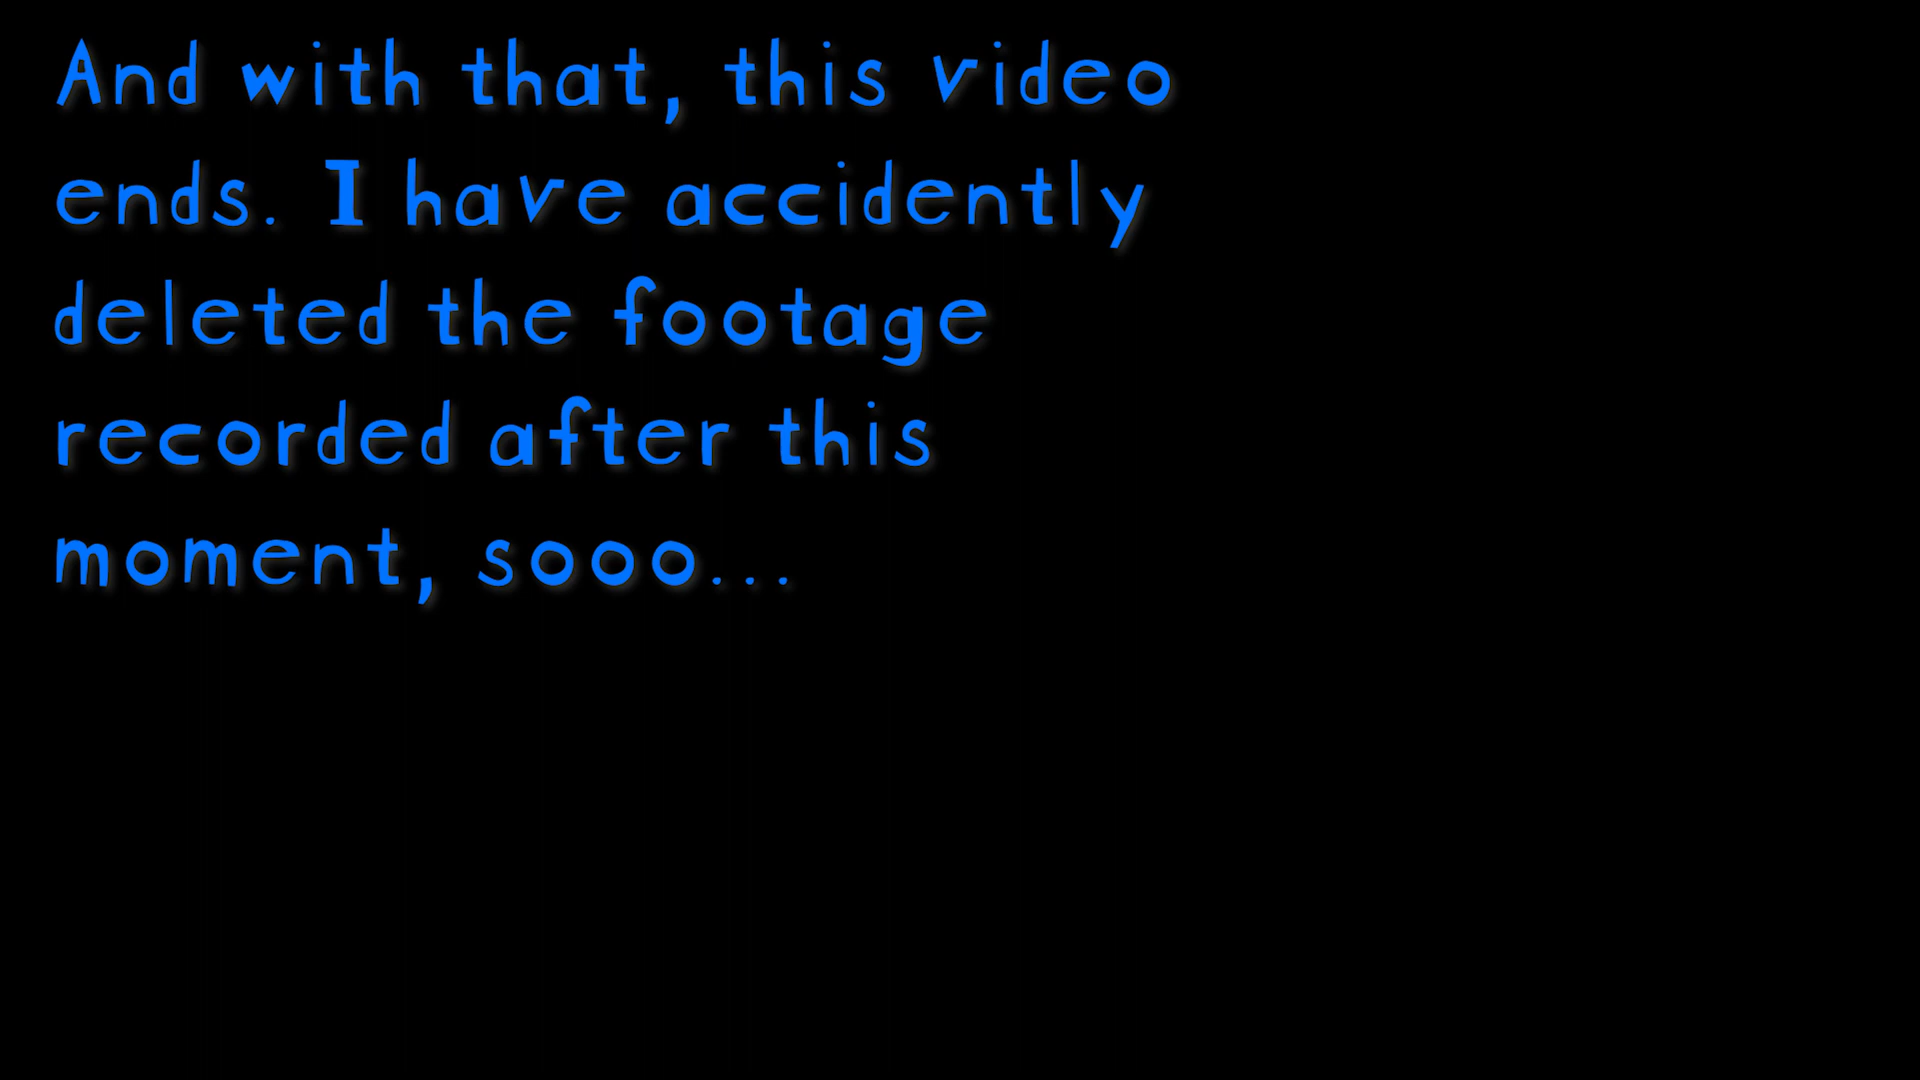 And with that, this video
ends. I have accidently
deleted the footage
recorded after this
moment, sooo...